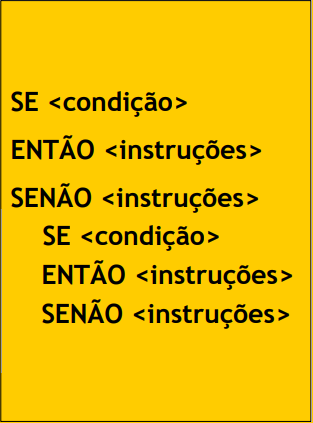 SE <condição>
ENTÃO <instruções>
SENÃO <instruções>
SE <condição>
ENTÃO <instruções>
SENÃO <instruções>